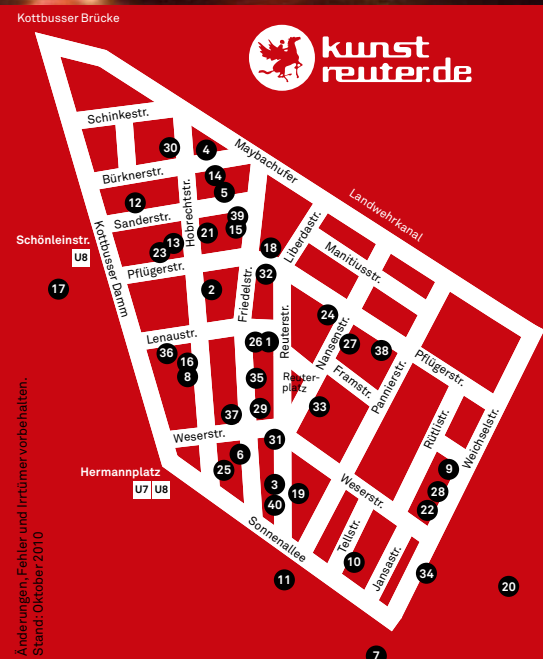 Kottbusser Brücke
kunst
reuter.de
Schinkestr.
30
4
Maybachufer
Bürknerstr.
14
5
12
Hobrechtstr.
Landwehrkanal
Sanderstr.
39
15
21
13
23
Liberdastr.
Manitiusstr.
Schönleinstr.
U8
Kottbusser Damm
18
Pflügerstr.
32
17
2
Friedelstr.
24
Nansenstr.
27
38
Lenaustr.
26
1
Reuterstr.
36
16
8
Pflügerstr.
Pannierstr.
Framstr.
35
Reuter-
platz
33
29
37
Rütlistr.
Weichselstr.
Weserstr.
31
6
25
9
Hermannplatz
U7
U8
3
19
40
Weserstr.
28
22
Sonnenallee
Tellstr.
10
Jansastr.
11
34
20
7
Änderungen, Fehler und Irrtümer vorbehalten.
Stand: Oktober 2010